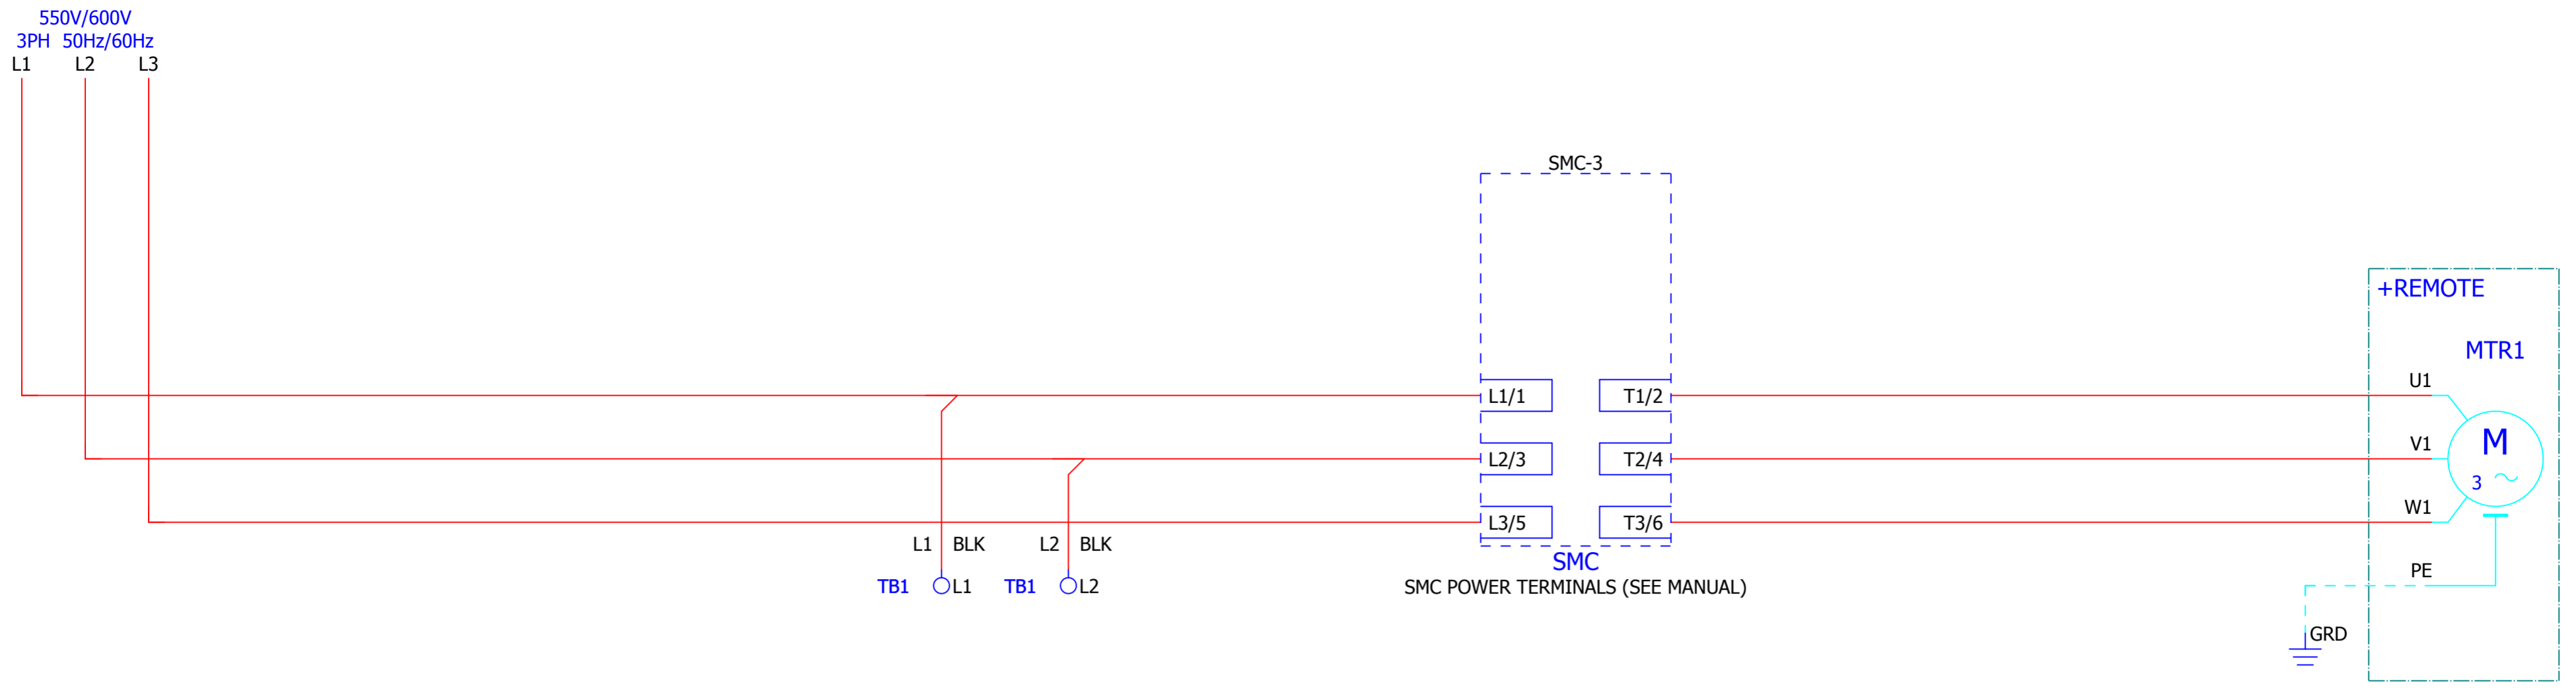 550V/600V
3PH 50Hz/60Hz
L1 L2 L3
SMC-3
+REMOTE
MTR1
U1
L1/1 T1/2
V1
M
L2/3 T2/4
3
W1
L3/5 T3/6
L1 BLK L2 BLK
SMC
PE
TB1 L1 TB1 L2
SMC POWER TERMINALS (SEE MANUAL)
GRD